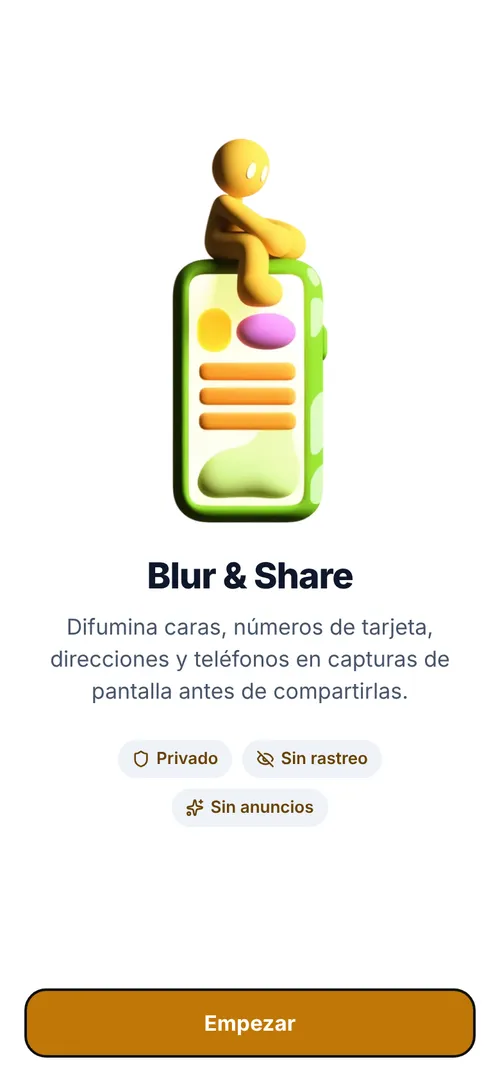 Blur & Share
Difumina caras, números de tarjeta,
direcciones y teléfonos en capturas de
pantalla antes de compartirlas.
Privado
Sin rastreo
Sin anuncios
Empezar